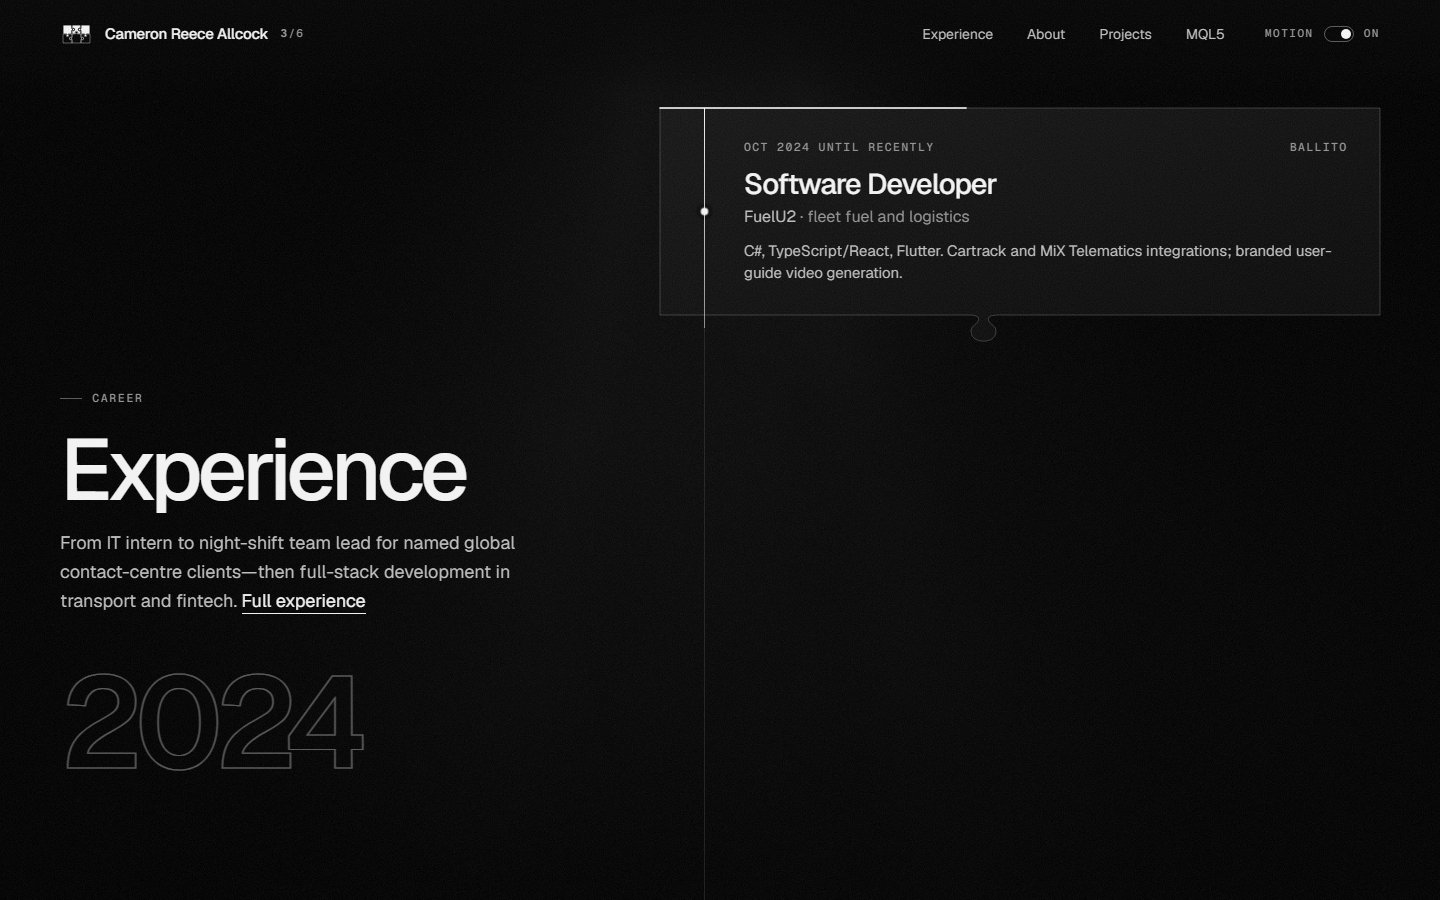 Cameron Reece Allcock 3/6
Experience About Projects MQL5 MOTION ON
OCT 2024 UNTIL RECENTLY BALLITO
Software Developer
FuelU2 · fleet fuel and logistics
C#, TypeScript/React, Flutter. Cartrack and MiX Telematics integrations; branded user-
guide video generation.
CAREER
Experience
From IT intern to night-shift team lead for named global
contact-centre clients—then full-stack development in
transport and fintech. Full experience
2024